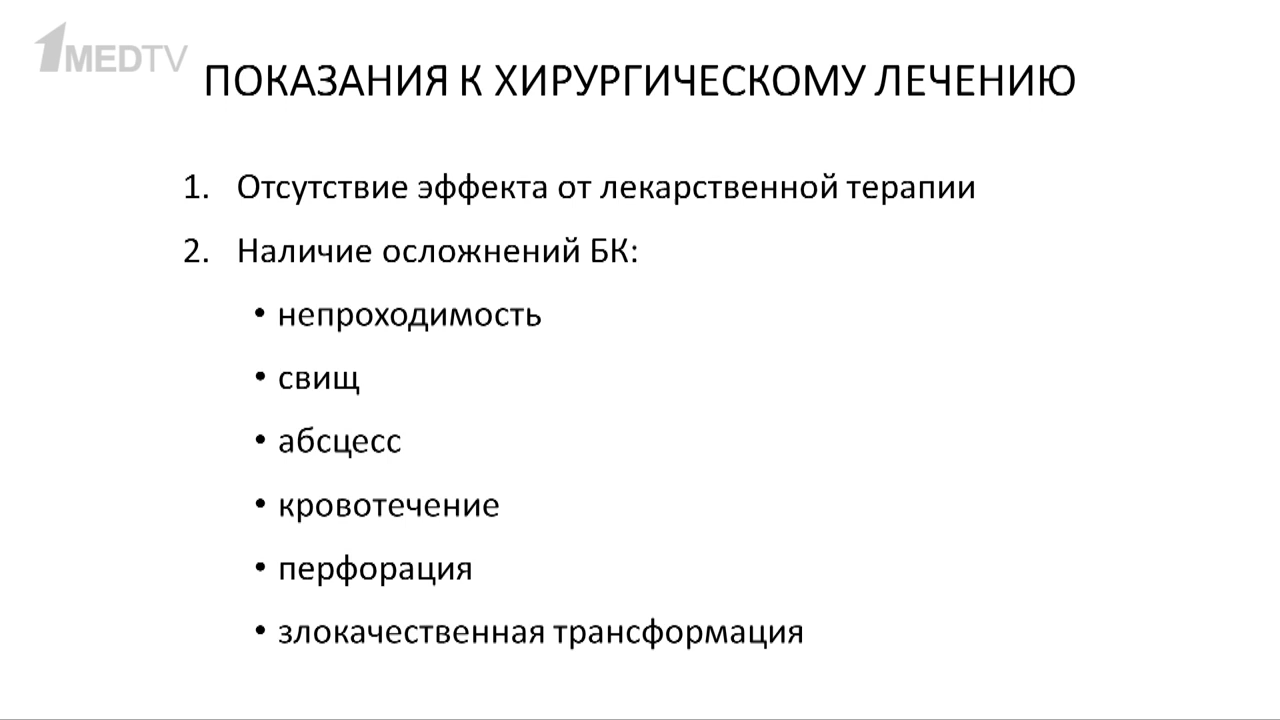 1MEDTV
ПОКАЗАНИЯ К ХИРУРГИЧЕСКОМУ ЛЕЧЕНИЮ
1. Отсутствие эффекта от лекарственной терапии
2. Наличие осложнений БК:
• непроходимость
• свищ
• абсцесс
• кровотечение
• перфорация
• злокачественная трансформация